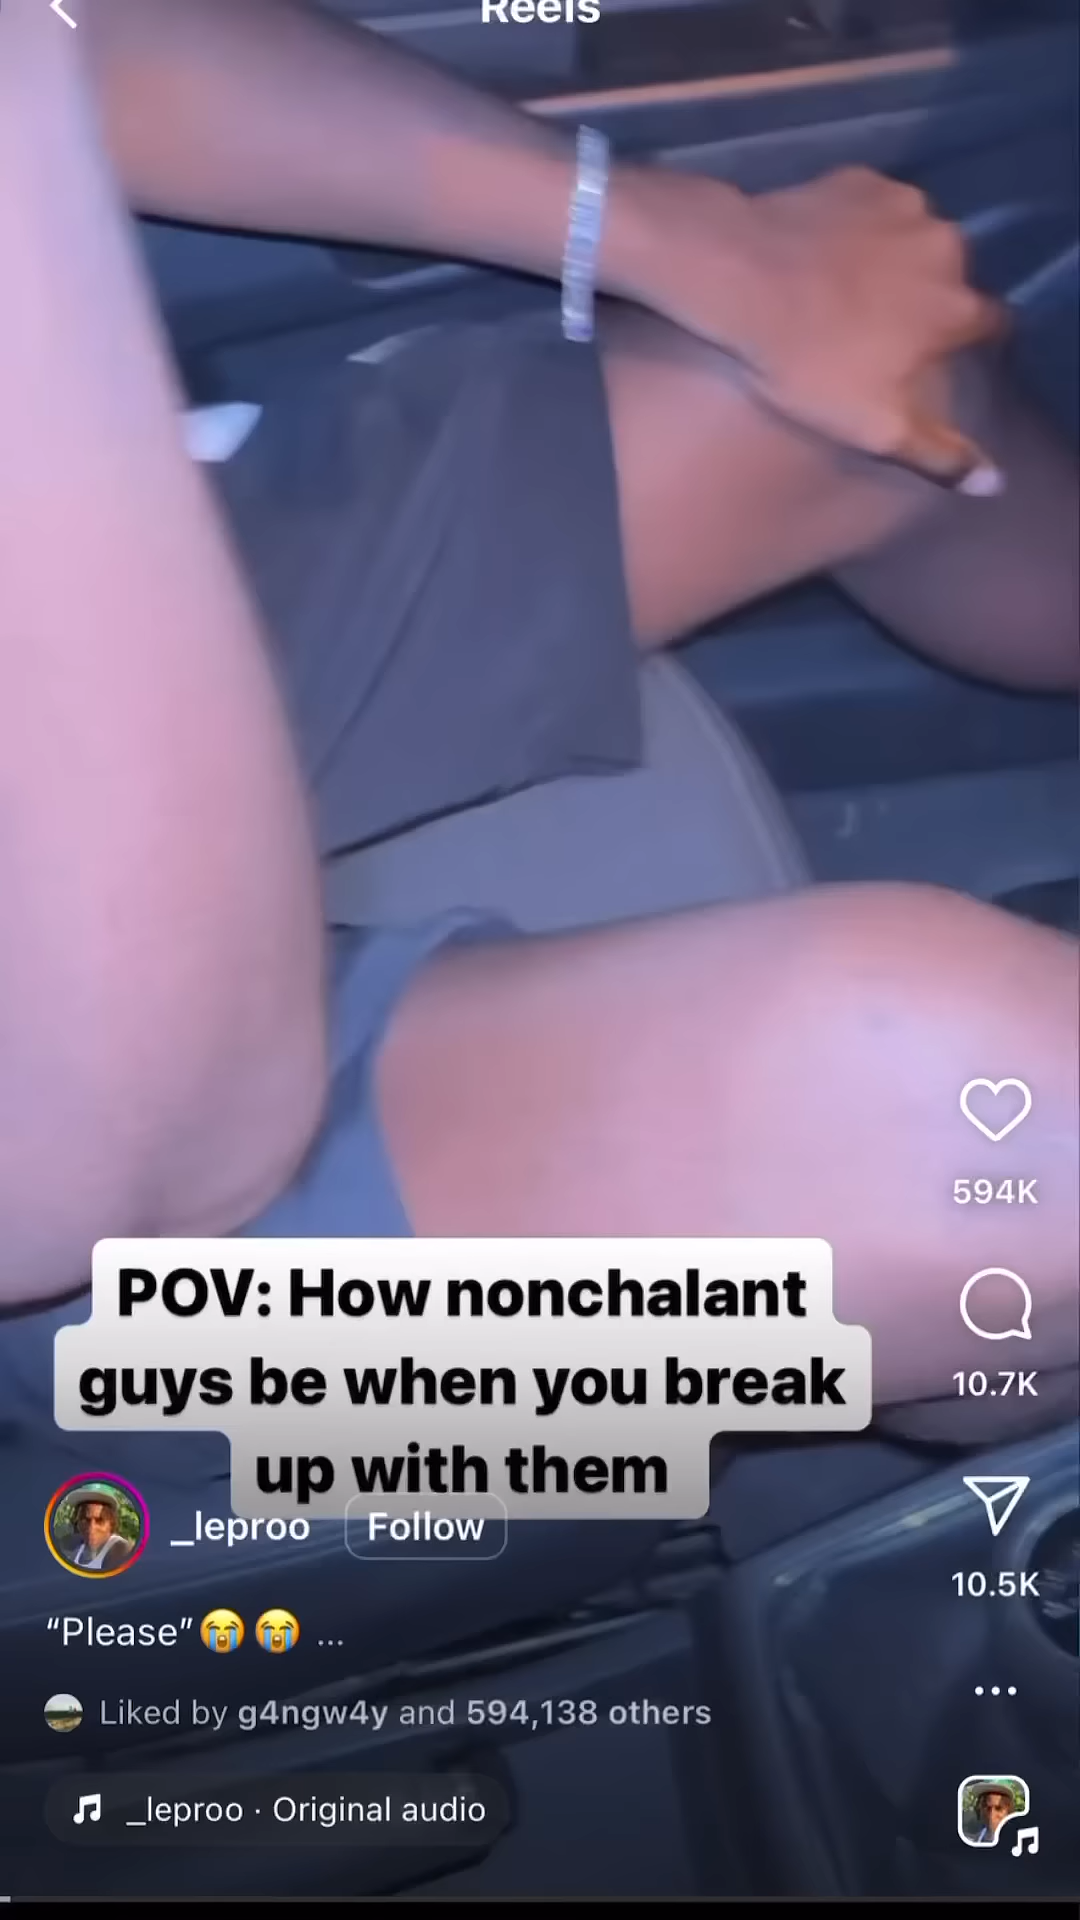 Reels
POV: How nonchalant
guys be when you break
up with them
_leproo Follow
“Please”😭😭 ...
Liked by g4ngw4y and 594,138 others
_leproo · Original audio
594K
10.7K
10.5K